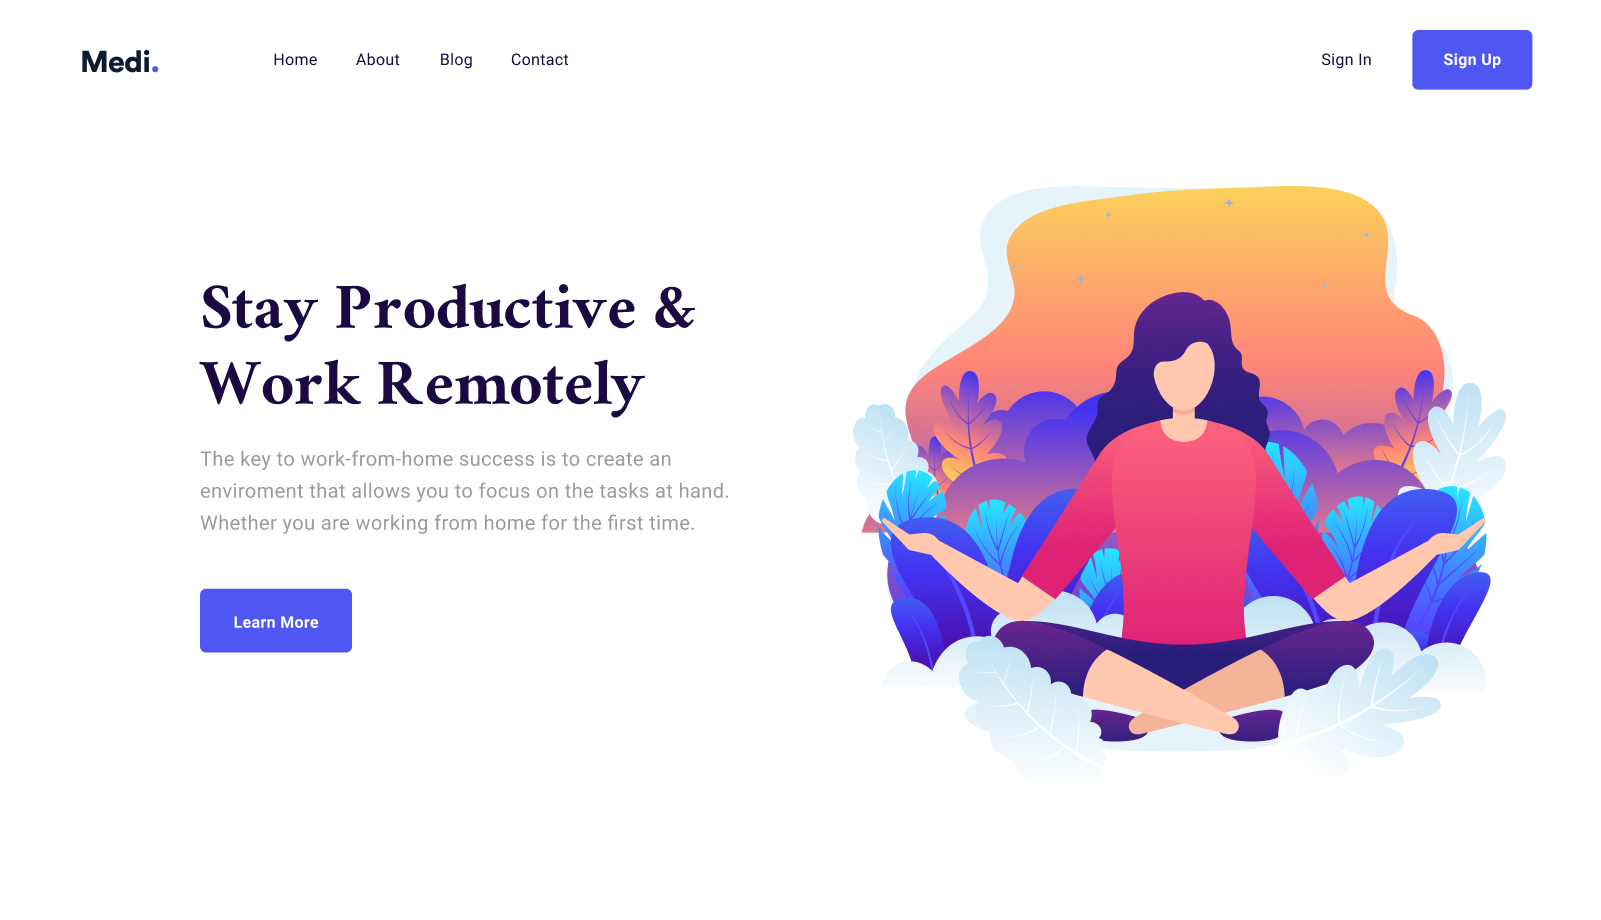 Medi.
Home
About
Blog
Contact
Sign In
Sign Up
Stay Productive &
Work Remotely
The key to work-from-home success is to create an
enviroment that allows you to focus on the tasks at hand.
Whether you are working from home for the first time.
Learn More